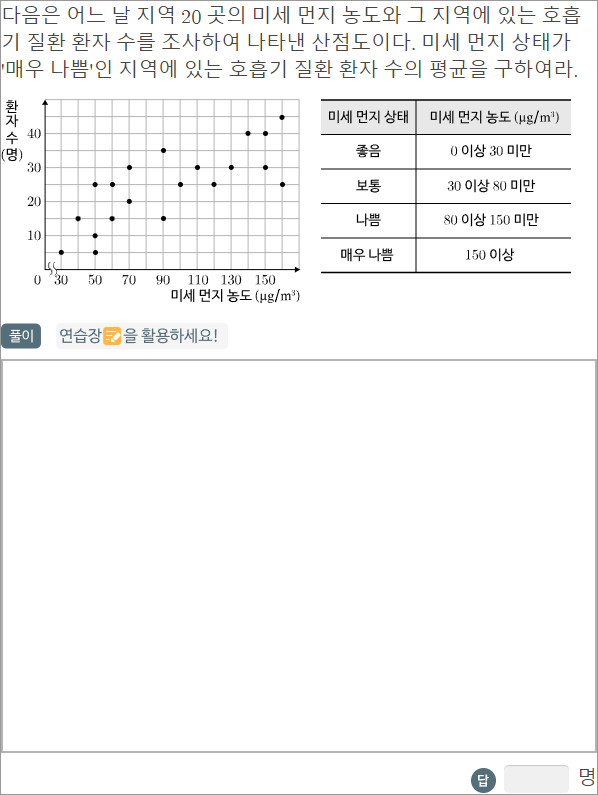 다음은 어느 날 지역 20 곳의 미세 먼지 농도와 그 지역에 있는 호흡
기 질환 환자 수를 조사하여 나타낸 산점도이다. 미세 먼지 상태가
'매우 나쁨'인 지역에 있는 호흡기 질환 환자 수의 평균을 구하여라.
환
자
수
(명)
40
30
20
10
0 30 50 70 90 110 130 150
미세 먼지 농도 (μg/m³)
미세 먼지 상태 미세 먼지 농도 (μg/m³)
좋음 0 이상 30 미만
보통 30 이상 80 미만
나쁨 80 이상 150 미만
매우 나쁨 150 이상
풀이 연습장을 활용하세요!
답 명